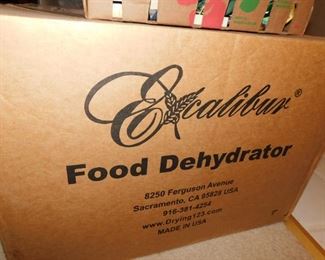 Excalibur®
Food Dehydrator
8250 Ferguson Avenue
Sacramento, CA 95828 USA
916-381-4254
www.Drying123.com
MADE IN USA